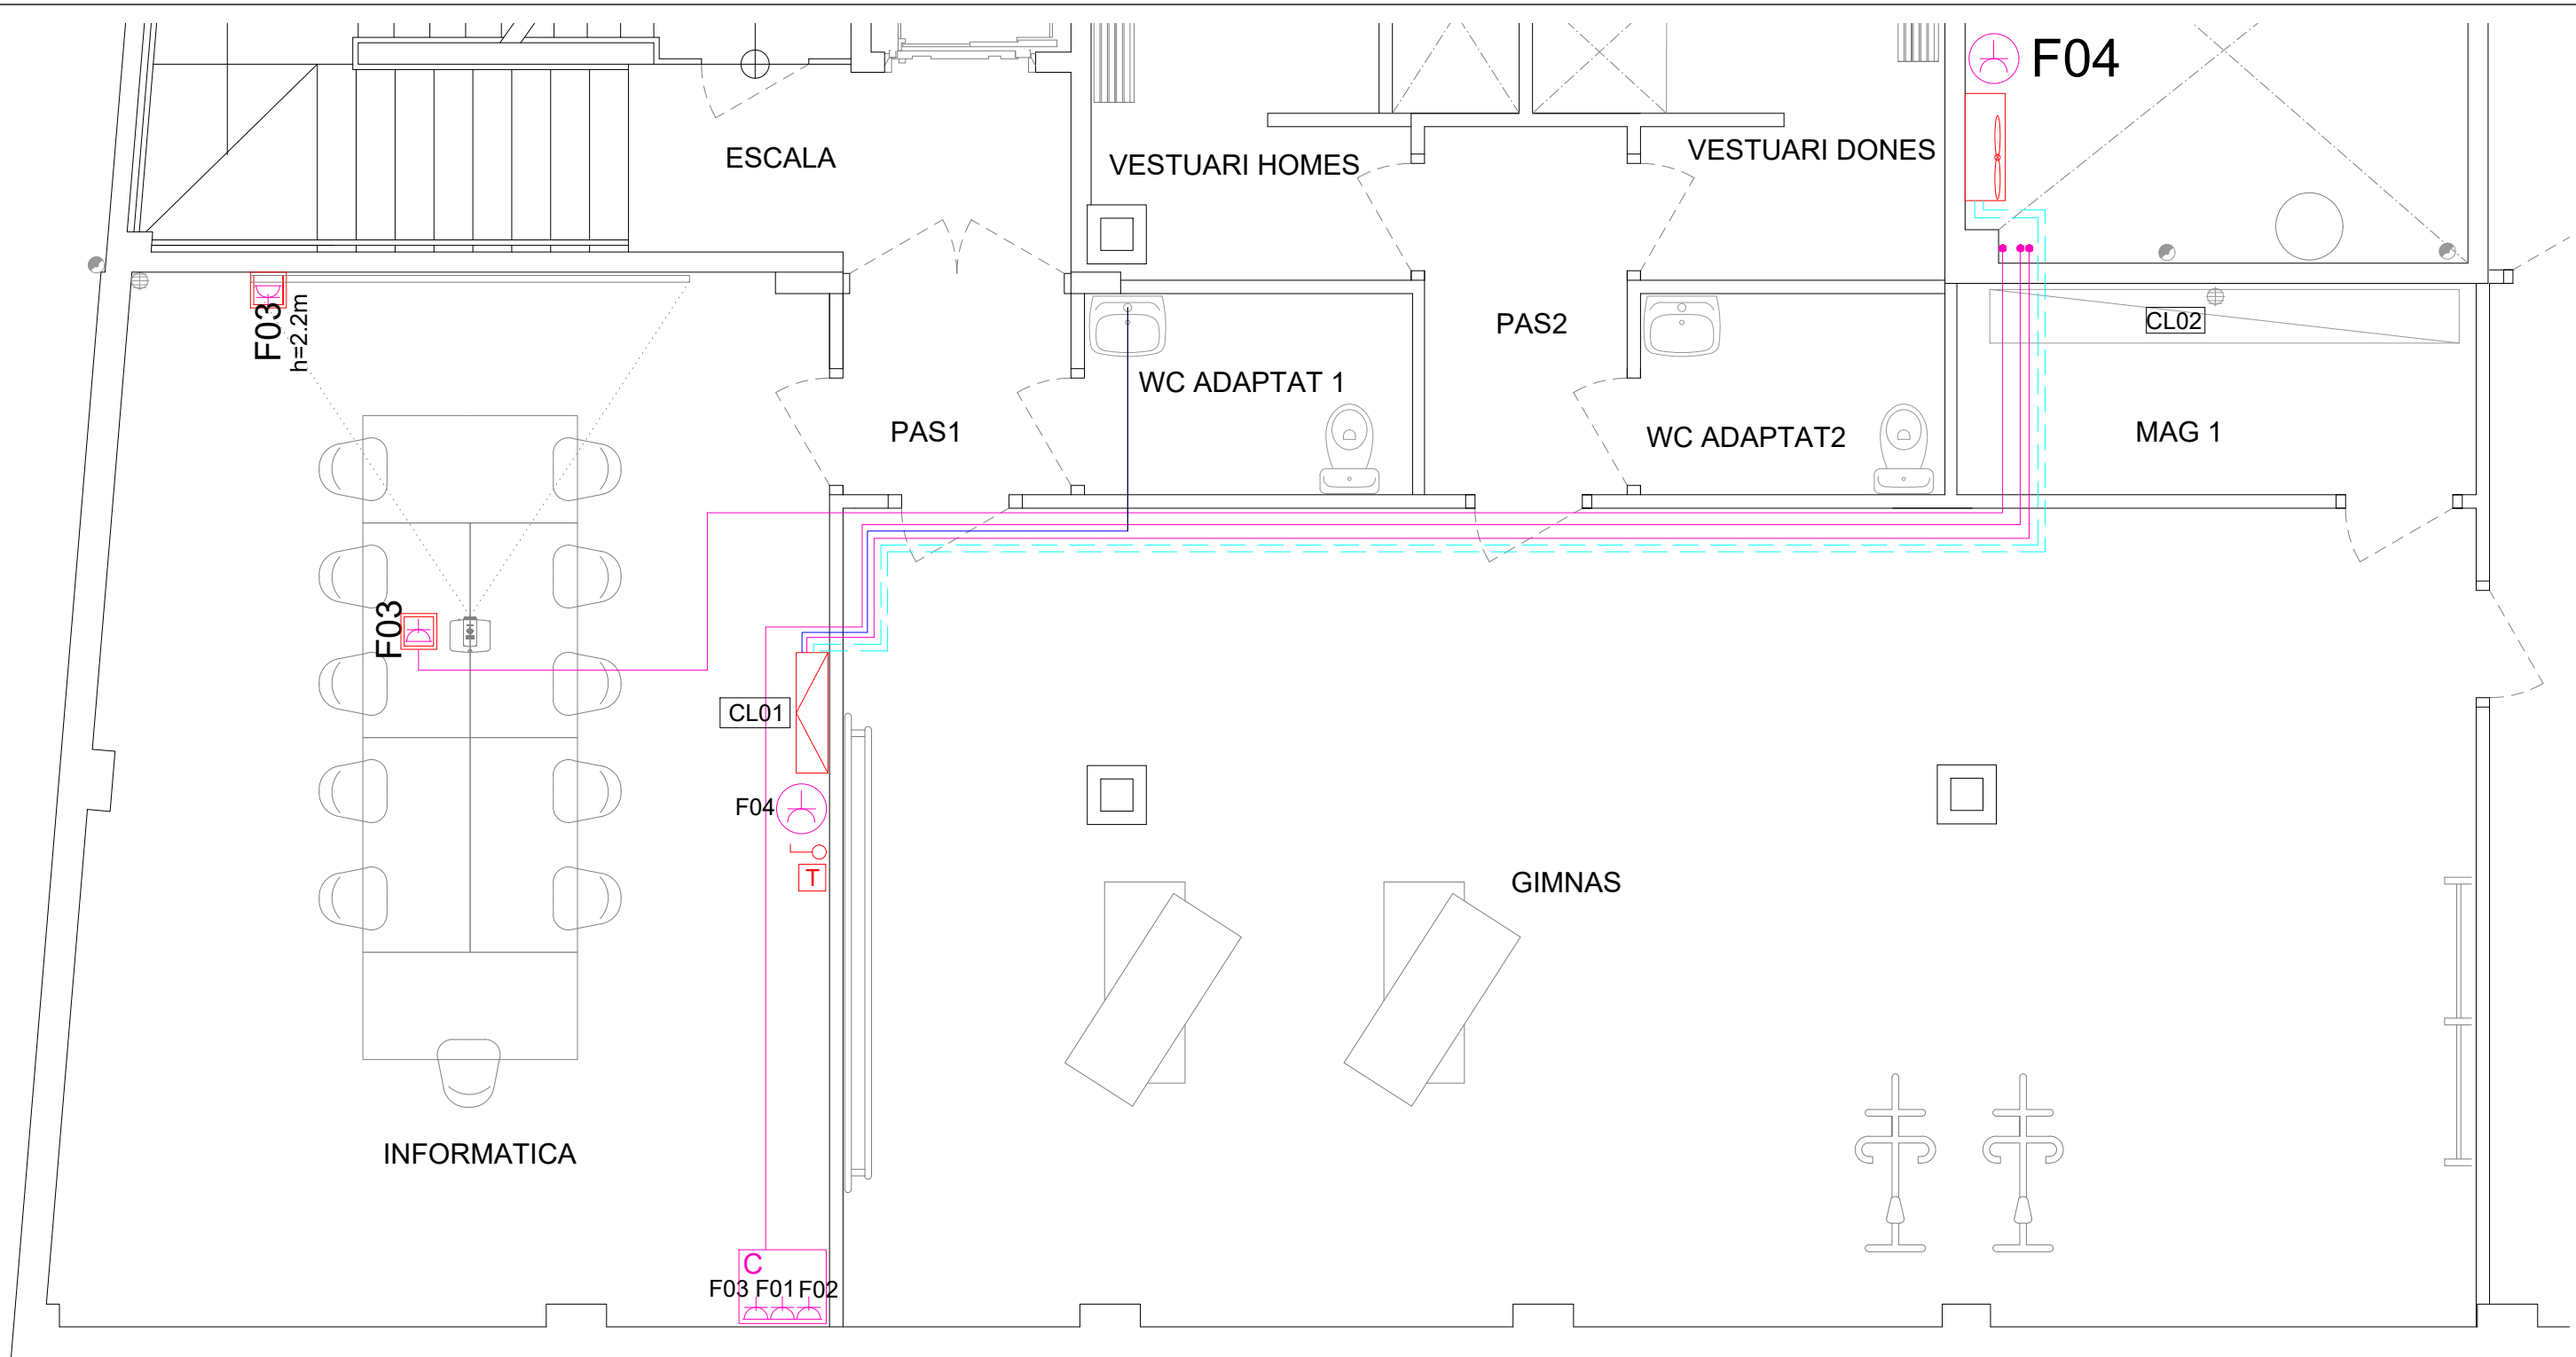 F04
ESCALA
VESTUARI HOMES
VESTUARI DONES
F03
h=2.2m
PAS2
CL02
WC ADAPTAT 1
PAS1
WC ADAPTAT2
MAG 1
F03
CL01
F04
T
GIMNAS
INFORMATICA
C
F03 F01 F02